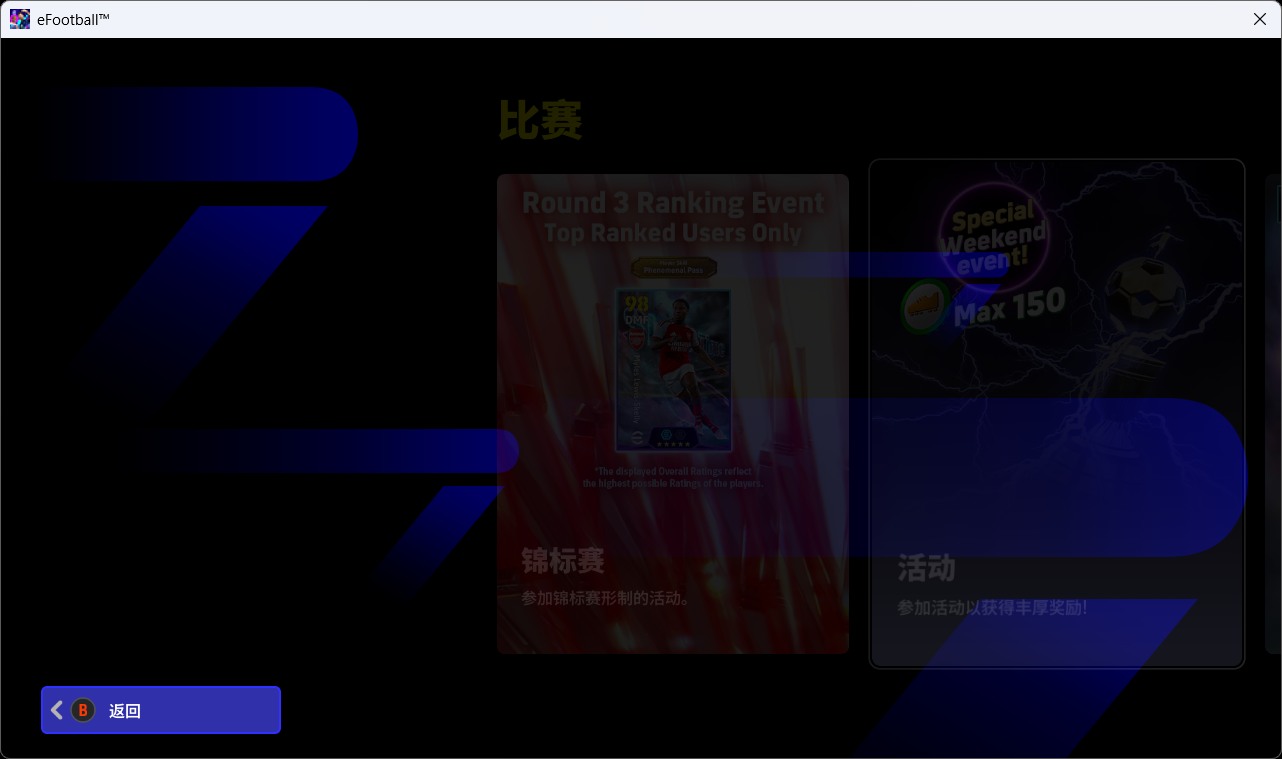 eFootball™
比赛
Round 3 Ranking Event
Top Ranked Users Only
Phenomenal Pass
98
DMF
*The displayed Overall Ratings reflect
the highest possible Ratings of the players.
锦标赛
参加锦标赛形制的活动。
Special
Weekend
event!
Max 150
活动
参加活动以获得丰厚奖励!
B 返回